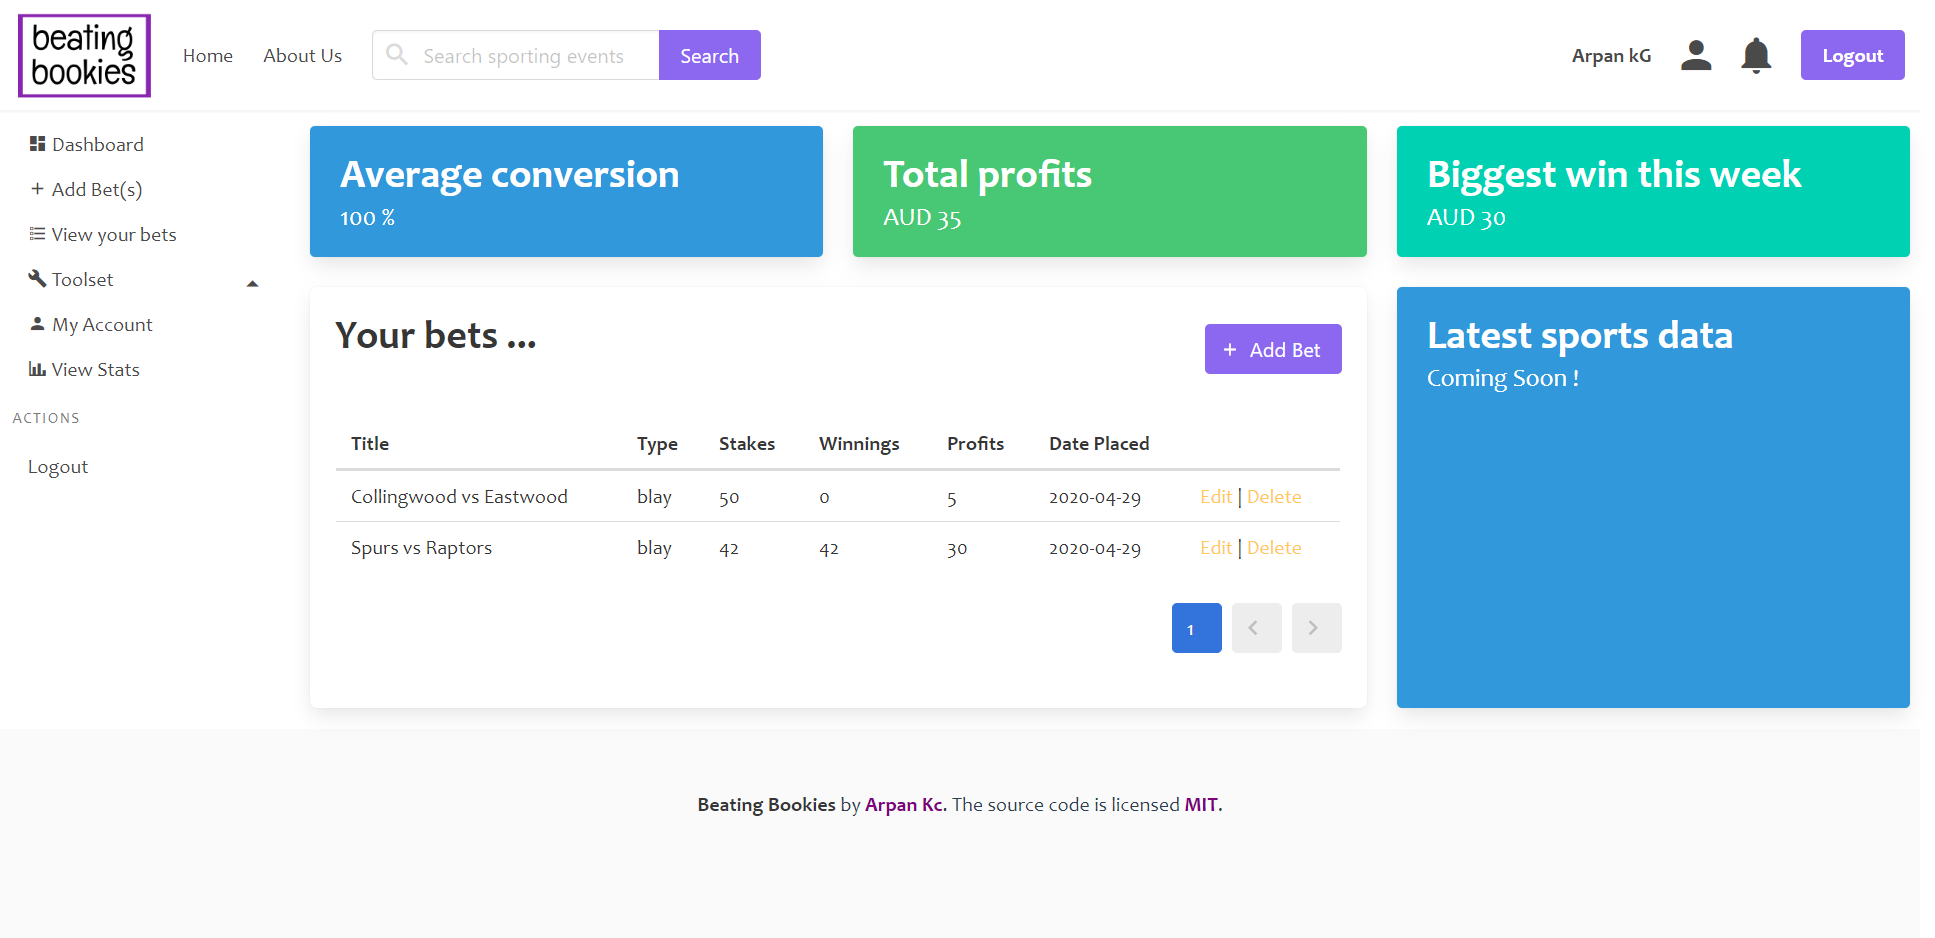 beating
bookies
Home About Us Search sporting events Search Arpan kG Logout
Dashboard
Add Bet(s)
View your bets
Toolset
My Account
View Stats
ACTIONS
Logout
Average conversion
100 %
Total profits
AUD 35
Biggest win this week
AUD 30
Your bets ...
+ Add Bet
Title Type Stakes Winnings Profits Date Placed
Collingwood vs Eastwood blay 50 0 5 2020-04-29 Edit | Delete
Spurs vs Raptors blay 42 42 30 2020-04-29 Edit | Delete
1
Latest sports data
Coming Soon !
Beating Bookies by Arpan Kc. The source code is licensed MIT.